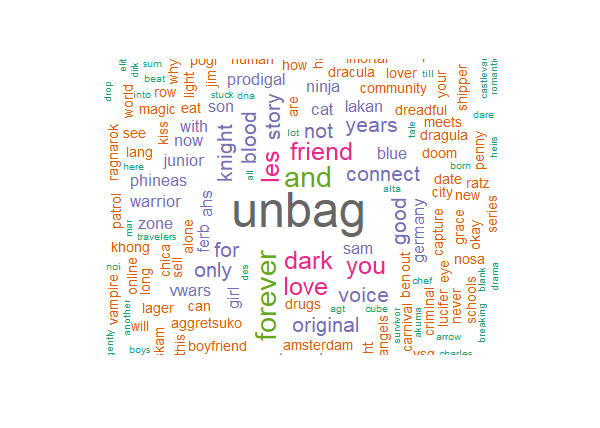 drop
elit
dirk
sum
beat
why
pogi
human
how
imortal
dracula
lover
till
your
shipper
castlevania
romantic
world
into
row
light
jim
prodigal
ninja
community
magic
eat
stuck
dna
son
story
are
cat
lakan
dreadful
meets
dare
ragnarok
see
kiss
with
now
knight
blood
lot
not
years
dragula
tale
penny
heirs
lang
here
junior
les
friend
blue
doom
phineas
all
and
connect
date
born
ratz
patrol
warrior
unbag
alta
city
new
mar
zone
ferb
ahs
good
germany
capture
grace
series
travelers
alone
for
sam
okay
khong
chica
sell
only
forever
dark
you
out
eye
nosa
noi
online
long
girl
des
love
ben
chef
blank
drama
vampire
vwars
drugs
voice
never
schools
another
lager
can
agt
cube
survivor
akuma
criminal
lucifer
breaking
gently
will
aggretsuko
original
angels
carnival
arrow
boys
skam
this
boyfriend
amsterdam
ht
vsg
charles